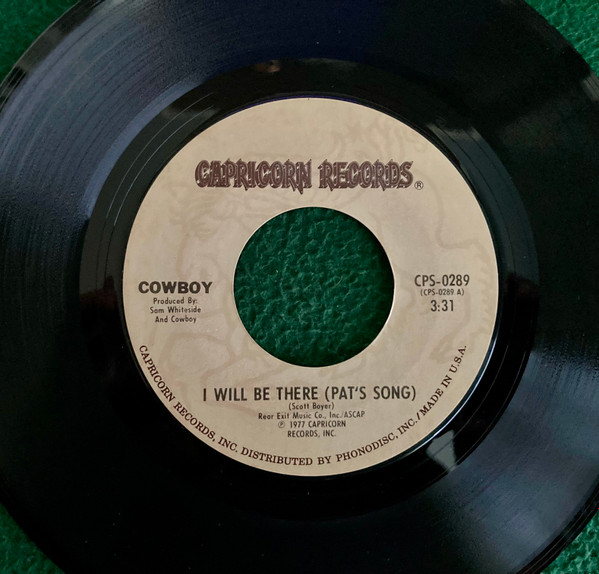 CAPRICORN RECORDS®
COWBOY
Produced By:
Sam Whiteside
And Cowboy
CPS-0289
(CPS-0289 A)
3:31
I WILL BE THERE (PAT'S SONG)
(Scott Boyer)
Rear Exit Music Co., Inc./ASCAP
℗ 1977 CAPRICORN
RECORDS, INC.
CAPRICORN RECORDS, INC. DISTRIBUTED BY PHONODISC, INC./MADE IN U.S.A.